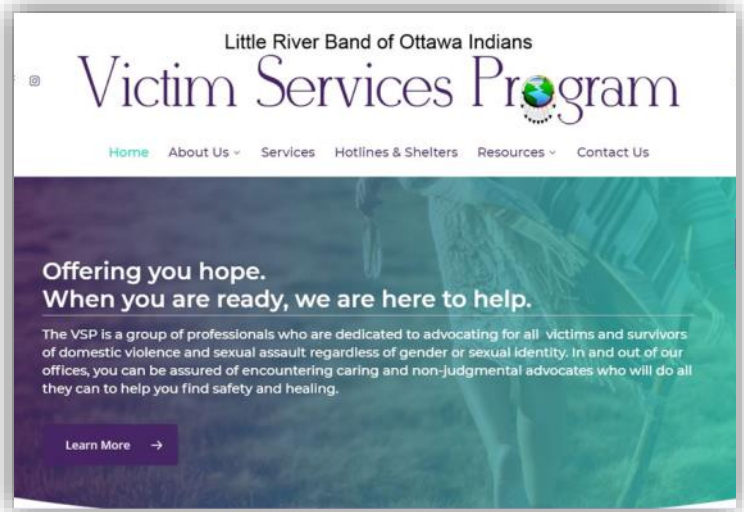 Little River Band of Ottawa Indians
Victim Services Program
Home About Us Services Hotlines & Shelters Resources Contact Us
Offering you hope.
When you are ready, we are here to help.
The VSP is a group of professionals who are dedicated to advocating for all victims and survivors
of domestic violence and sexual assault regardless of gender or sexual identity. In and out of our
offices, you can be assured of encountering caring and non-judgmental advocates who will do all
they can to help you find safety and healing.
Learn More →